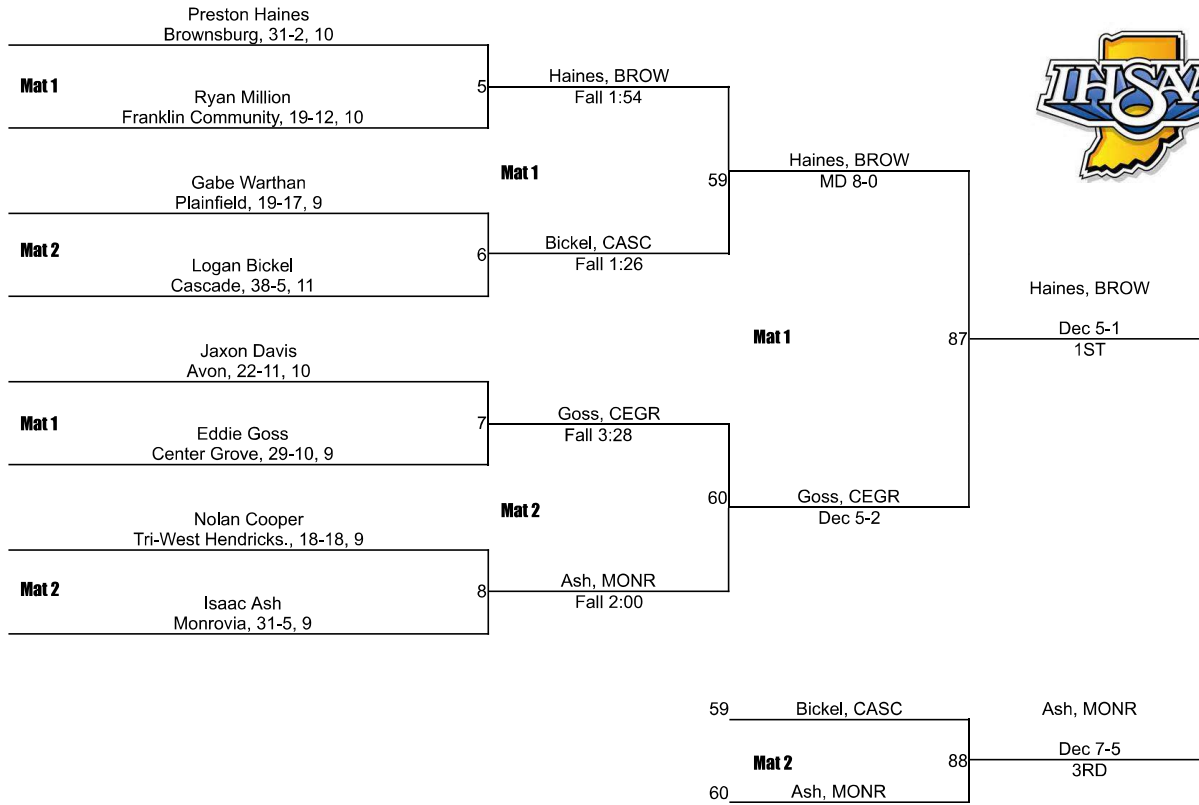 Preston Haines
Brownsburg, 31-2, 10
Mat 1
Ryan Million
Franklin Community, 19-12, 10
5
Haines, BROW
Fall 1:54
Gabe Warthan
Plainfield, 19-17, 9
Mat 2
Logan Bickel
Cascade, 38-5, 11
6
Bickel, CASC
Fall 1:26
Mat 1
59
Haines, BROW
MD 8-0
Jaxon Davis
Avon, 22-11, 10
Mat 1
Eddie Goss
Center Grove, 29-10, 9
7
Goss, CEGR
Fall 3:28
Nolan Cooper
Tri-West Hendricks., 18-18, 9
Mat 2
Isaac Ash
Monrovia, 31-5, 9
8
Ash, MONR
Fall 2:00
Mat 2
60
Goss, CEGR
Dec 5-2
Mat 1
87
Haines, BROW
Dec 5-1
1ST
IHSAA
59
Bickel, CASC
Mat 2
60
Ash, MONR
88
Ash, MONR
Dec 7-5
3RD